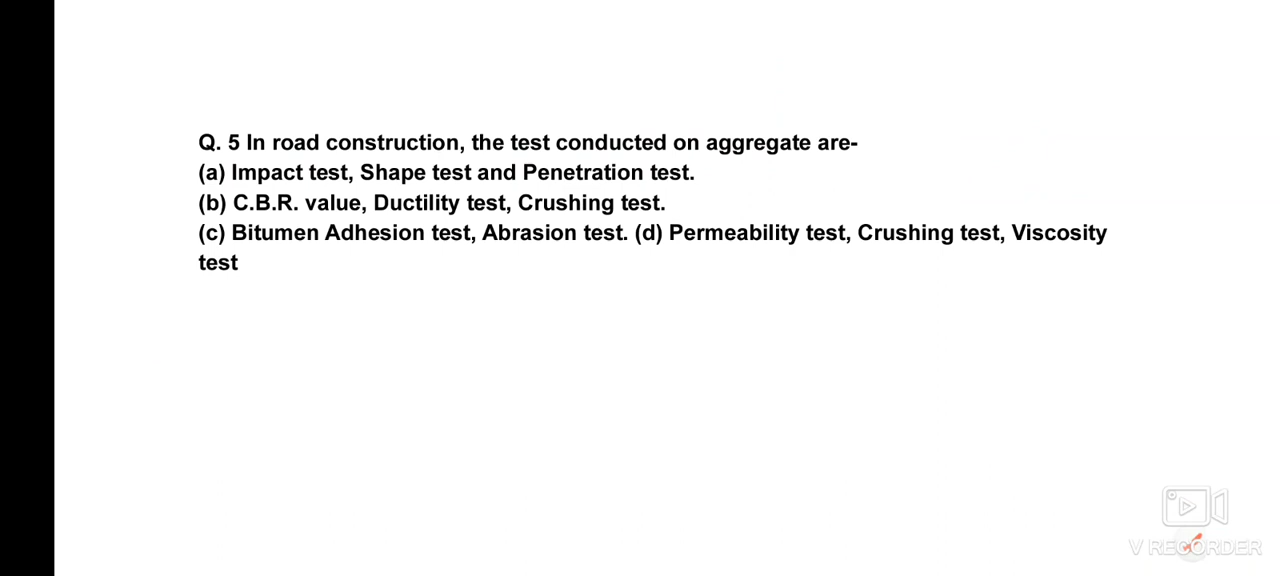 Q. 5 In road construction, the test conducted on aggregate are-
(a) Impact test, Shape test and Penetration test.
(b) C.B.R. value, Ductility test, Crushing test.
(c) Bitumen Adhesion test, Abrasion test. (d) Permeability test, Crushing test, Viscosity
test
V RECORDER